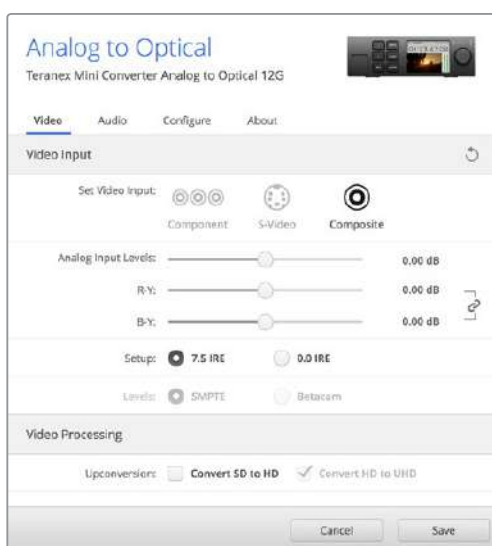 Analog to Optical
Teranex Mini Converter Analog to Optical 12G
Video Audio Configure About
Video Input
Set Video Input:
Component S-Video Composite
Analog Input Levels: 0.00 dB
R-Y: 0.00 dB
B-Y: 0.00 dB
Setup: 7.5 IRE 0.0 IRE
Levels: SMPTE Betacam
Video Processing
Upconversion: Convert SD to HD Convert HD to UHD
Cancel Save